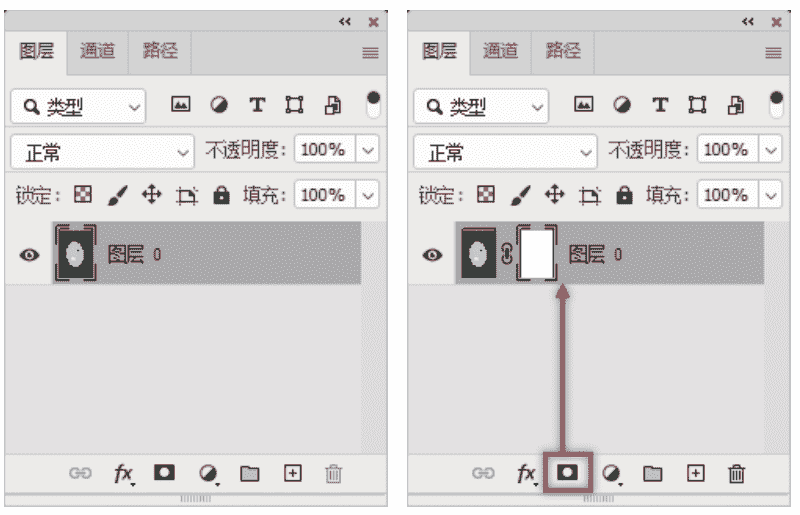 图层 通道 路径
类型
正常 不透明度: 100%
锁定: 填充: 100%
图层 0
fx
图层 通道 路径
类型
正常 不透明度: 100%
锁定: 填充: 100%
图层 0
fx